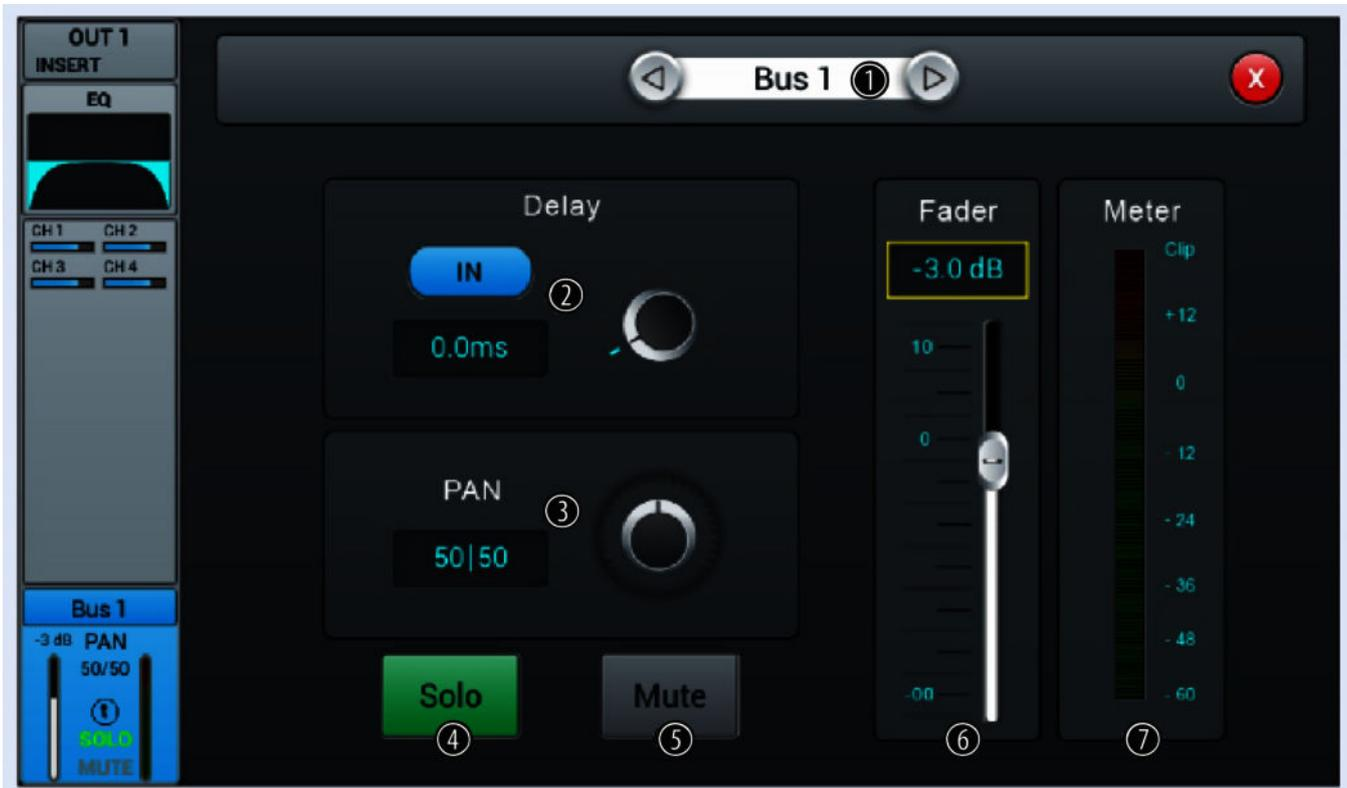 OUT 1
INSERT
EQ
CH 1 CH 2
CH 3 CH 4
Bus 1
-3 dB PAN
50/50
SOLO
MUTE
Bus 1 ①
X
Delay
IN
②
0.0ms
PAN
③
50|50
Solo
④
Mute
⑤
Fader
-3.0 dB
10
0
-00
⑥
Meter
Clip
+12
0
- 12
- 24
- 36
- 48
- 60
⑦